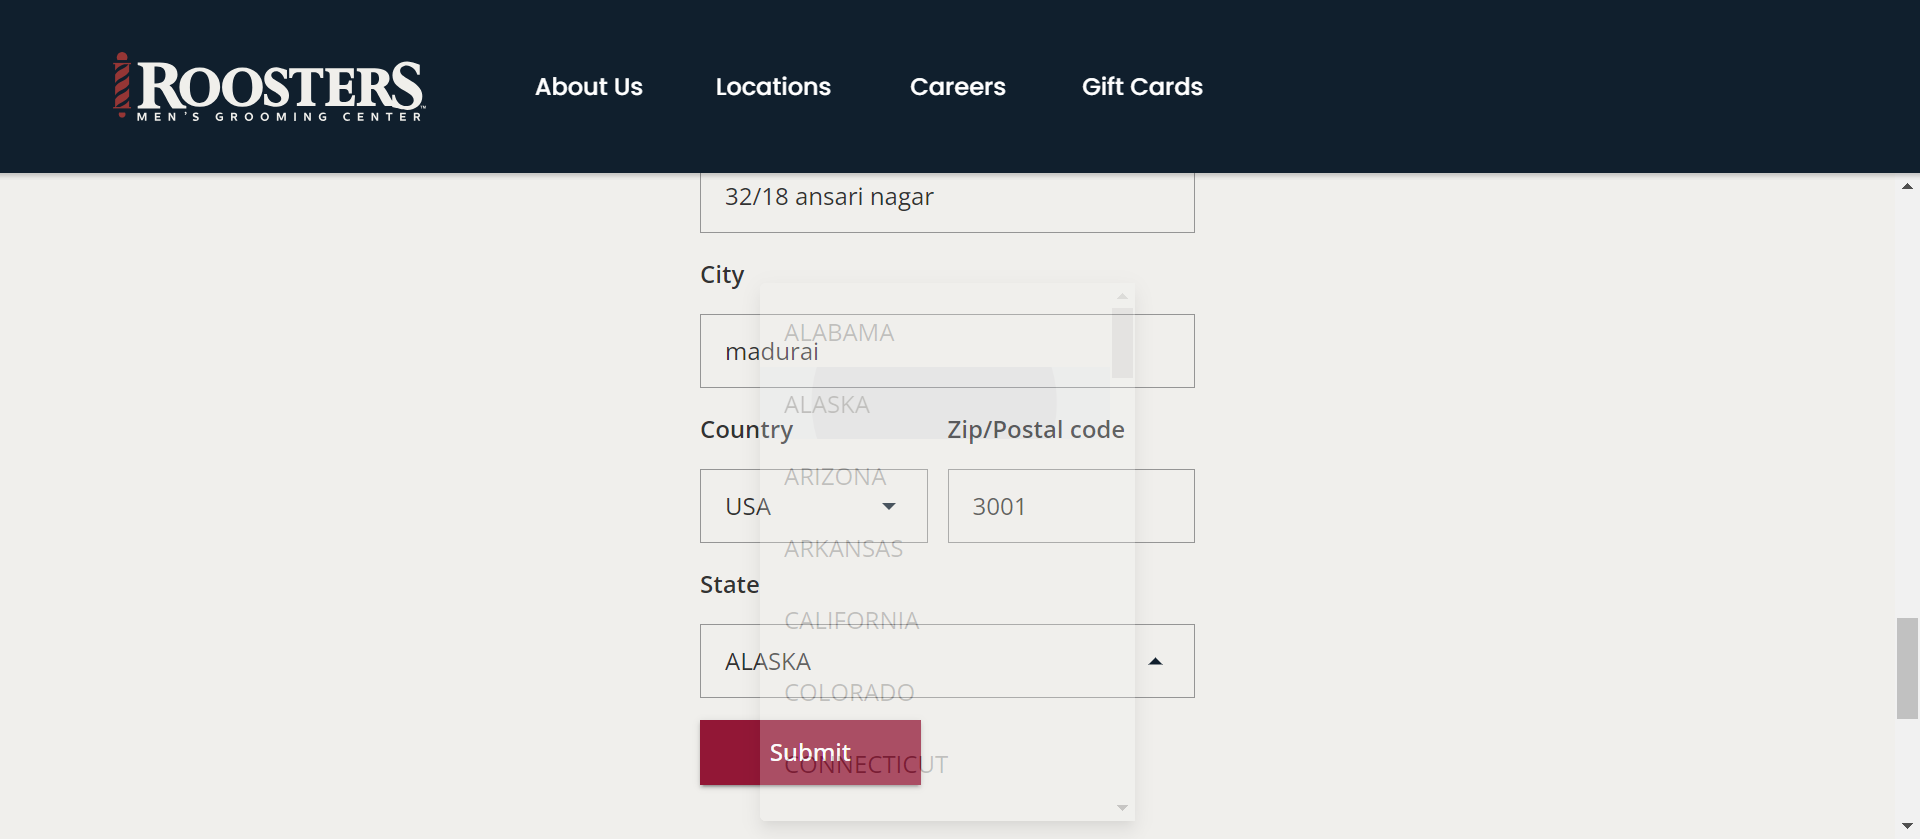 ROOSTERS™
MEN'S GROOMING CENTER
About Us
Locations
Careers
Gift Cards
32/18 ansari nagar
City
madurai
Country
Zip/Postal code
USA
3001
State
ALASKA
Submit
ALABAMA
ALASKA
ARIZONA
ARKANSAS
CALIFORNIA
COLORADO
CONNECTICUT